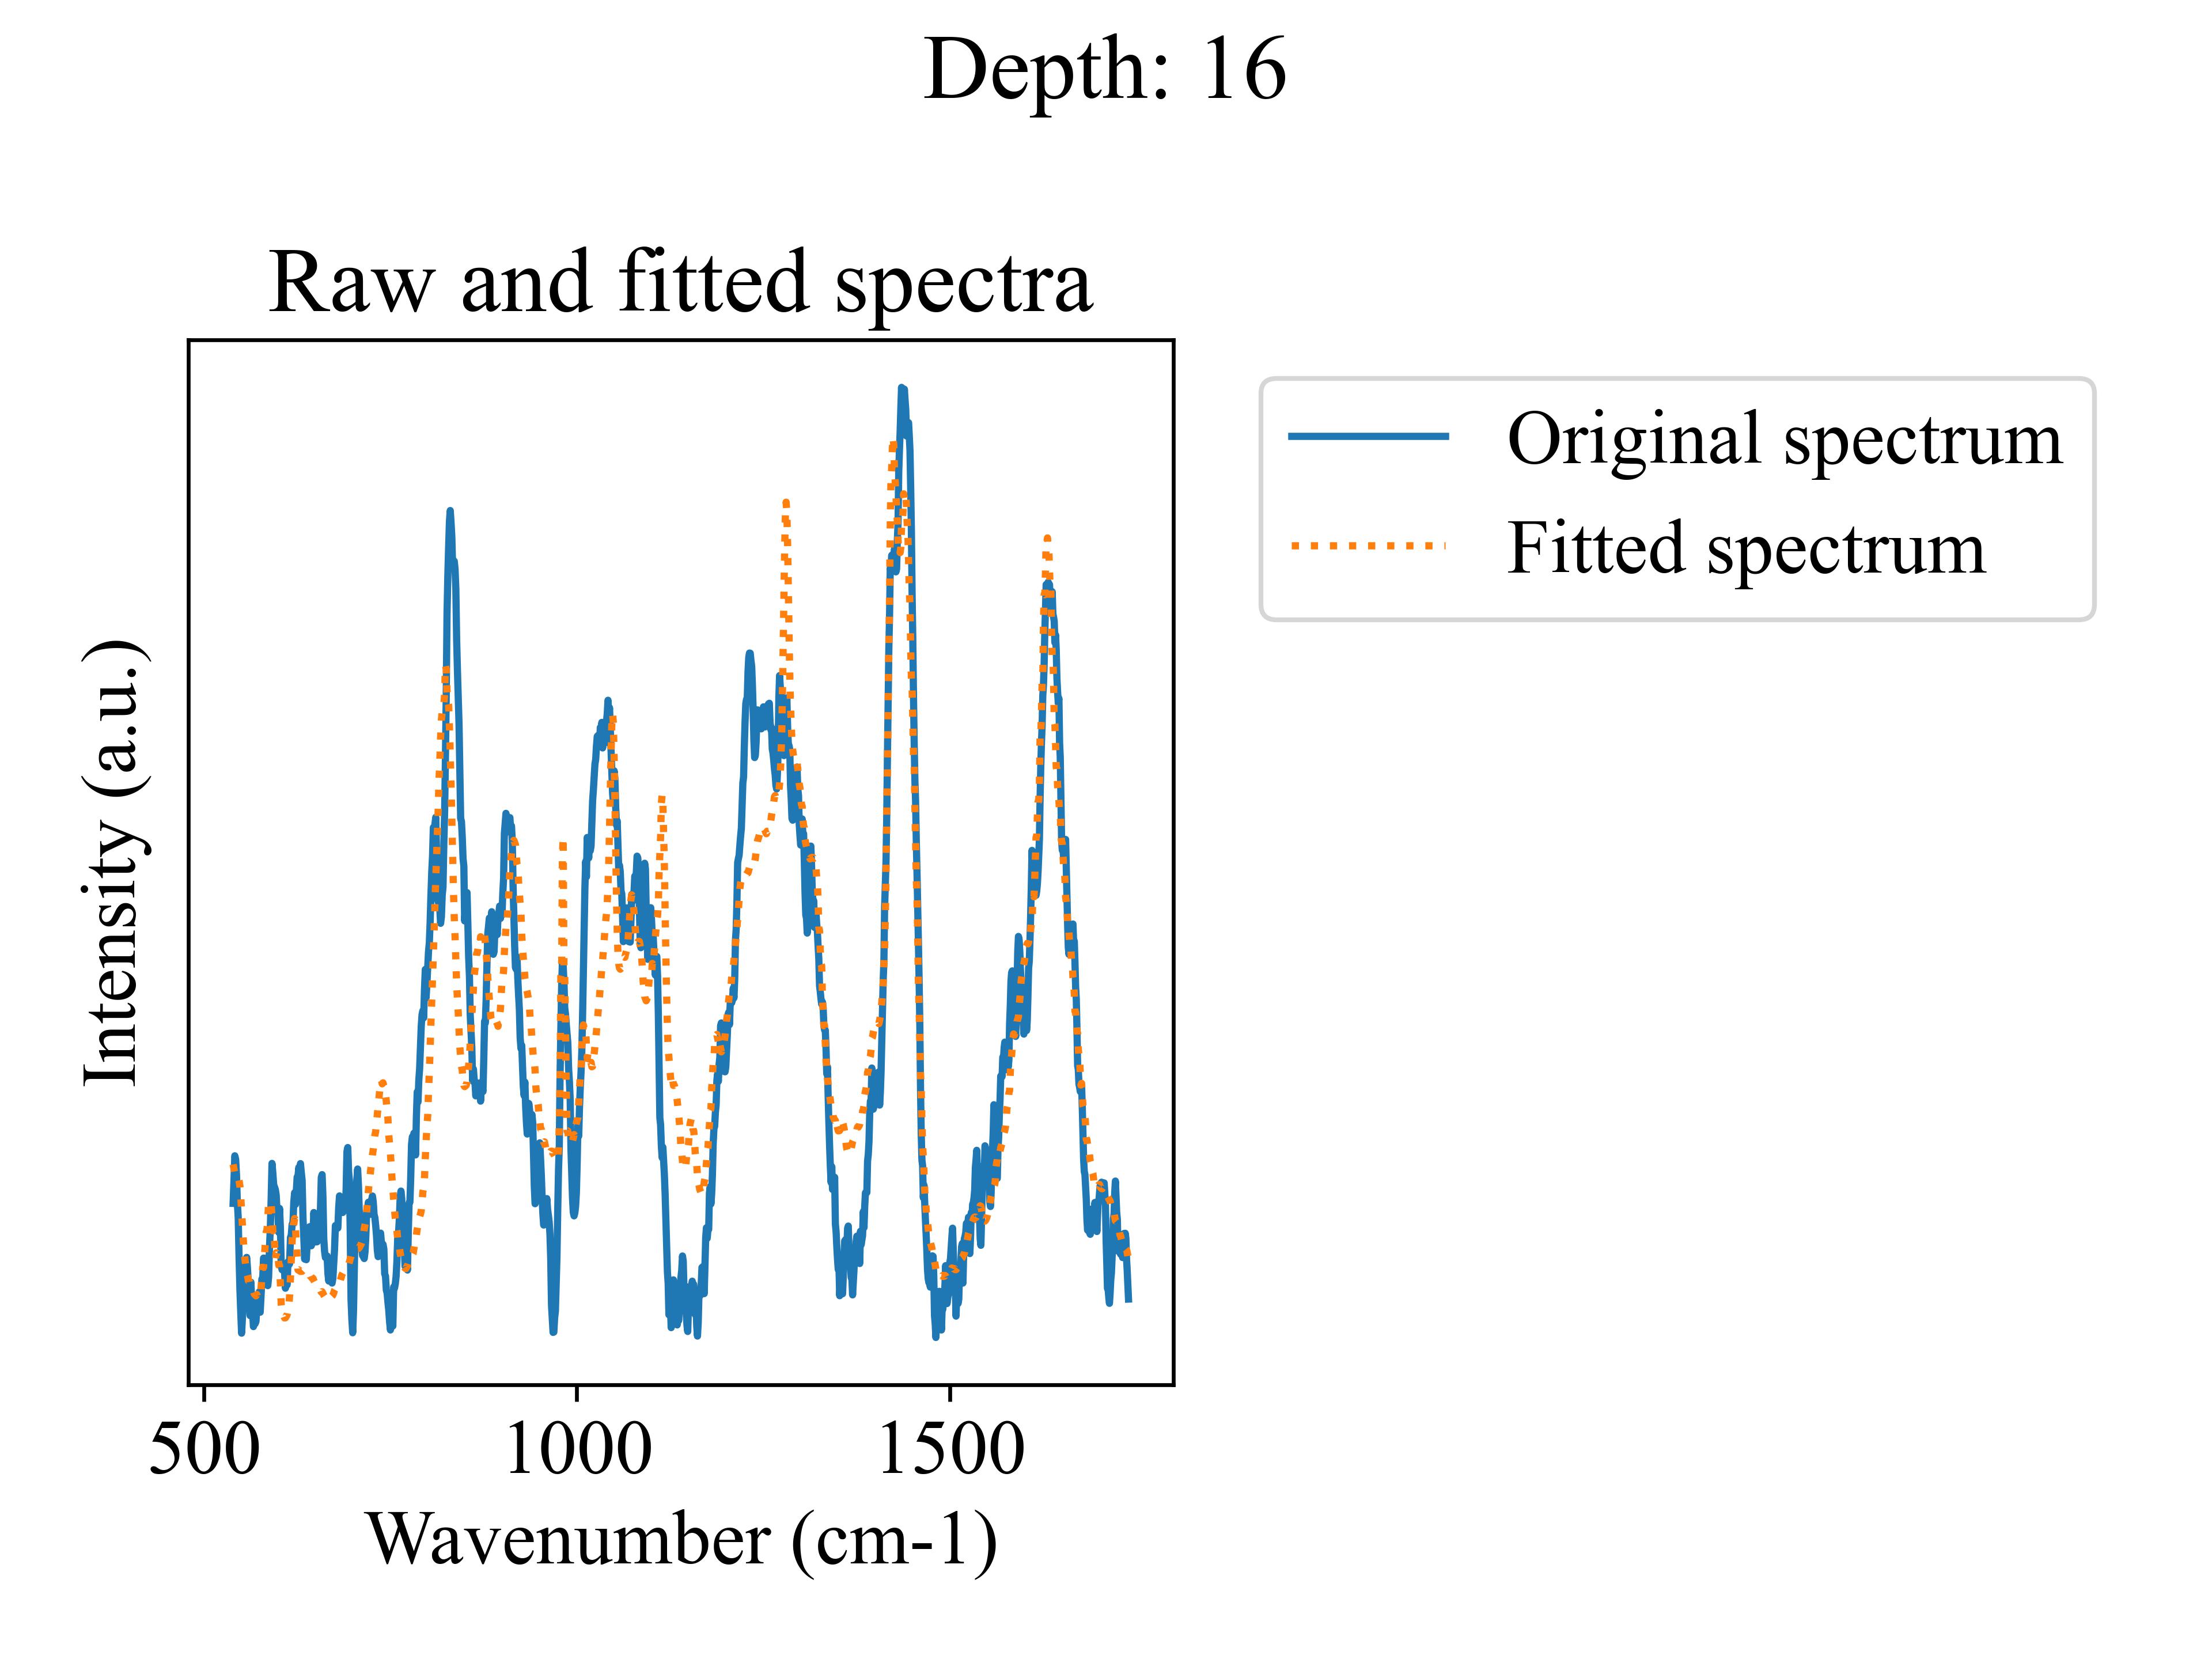 Depth: 16
Raw and fitted spectra
Original spectrum
Fitted spectrum
Intensity (a.u.)
500 1000 1500
Wavenumber (cm-1)